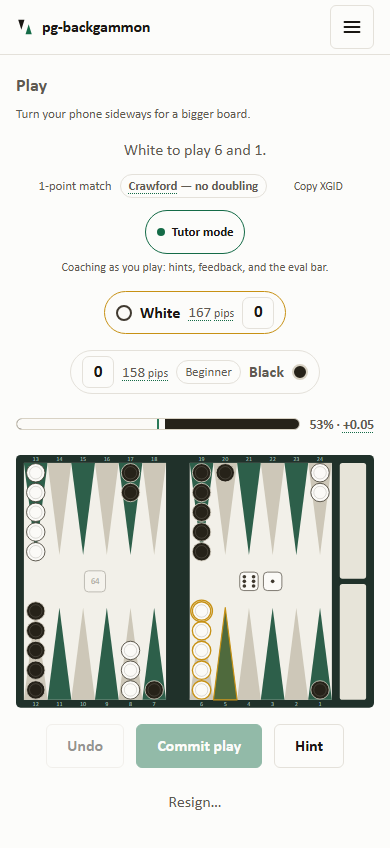 pg-backgammon
Play
Turn your phone sideways for a bigger board.
White to play 6 and 1.
1-point match Crawford — no doubling Copy XGID
Tutor mode
Coaching as you play: hints, feedback, and the eval bar.
White 167 pips 0
0 158 pips Beginner Black
53% · +0.05
13 14 15 16 17 18 19 20 21 22 23 24
64
12 11 10 9 8 7 6 5 4 3 2 1
Undo Commit play Hint
Resign...